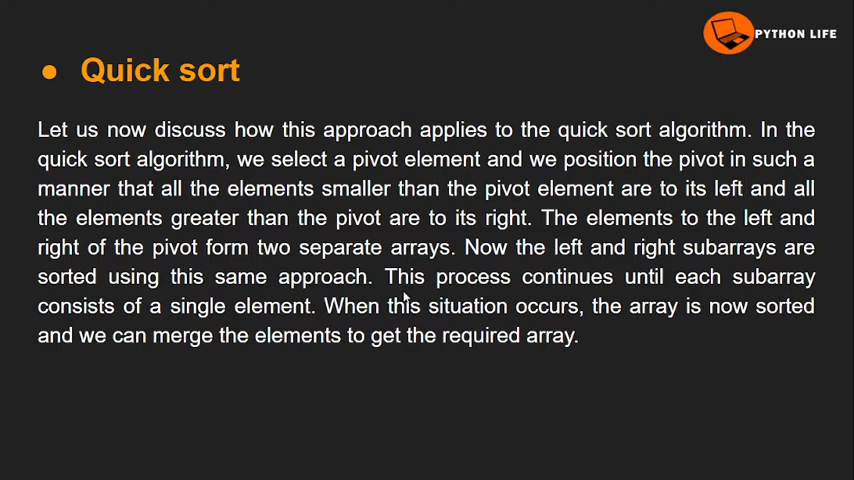 PYTHON LIFE
● Quick sort
Let us now discuss how this approach applies to the quick sort algorithm. In the
quick sort algorithm, we select a pivot element and we position the pivot in such a
manner that all the elements smaller than the pivot element are to its left and all
the elements greater than the pivot are to its right. The elements to the left and
right of the pivot form two separate arrays. Now the left and right subarrays are
sorted using this same approach. This process continues until each subarray
consists of a single element. When this situation occurs, the array is now sorted
and we can merge the elements to get the required array.